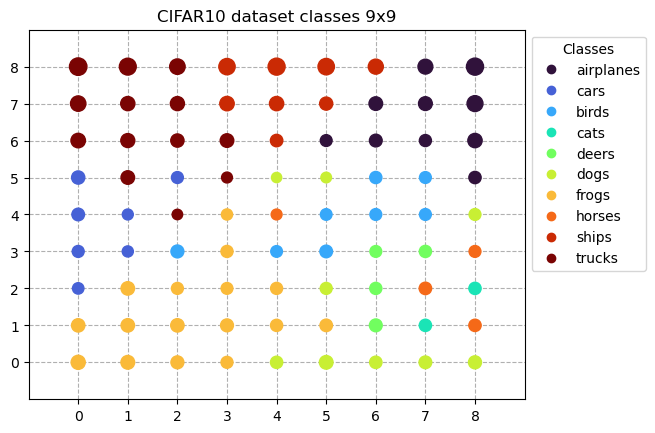 CIFAR10 dataset classes 9x9
8
7
6
5
4
3
2
1
0
0 1 2 3 4 5 6 7 8
Classes
airplanes
cars
birds
cats
deers
dogs
frogs
horses
ships
trucks